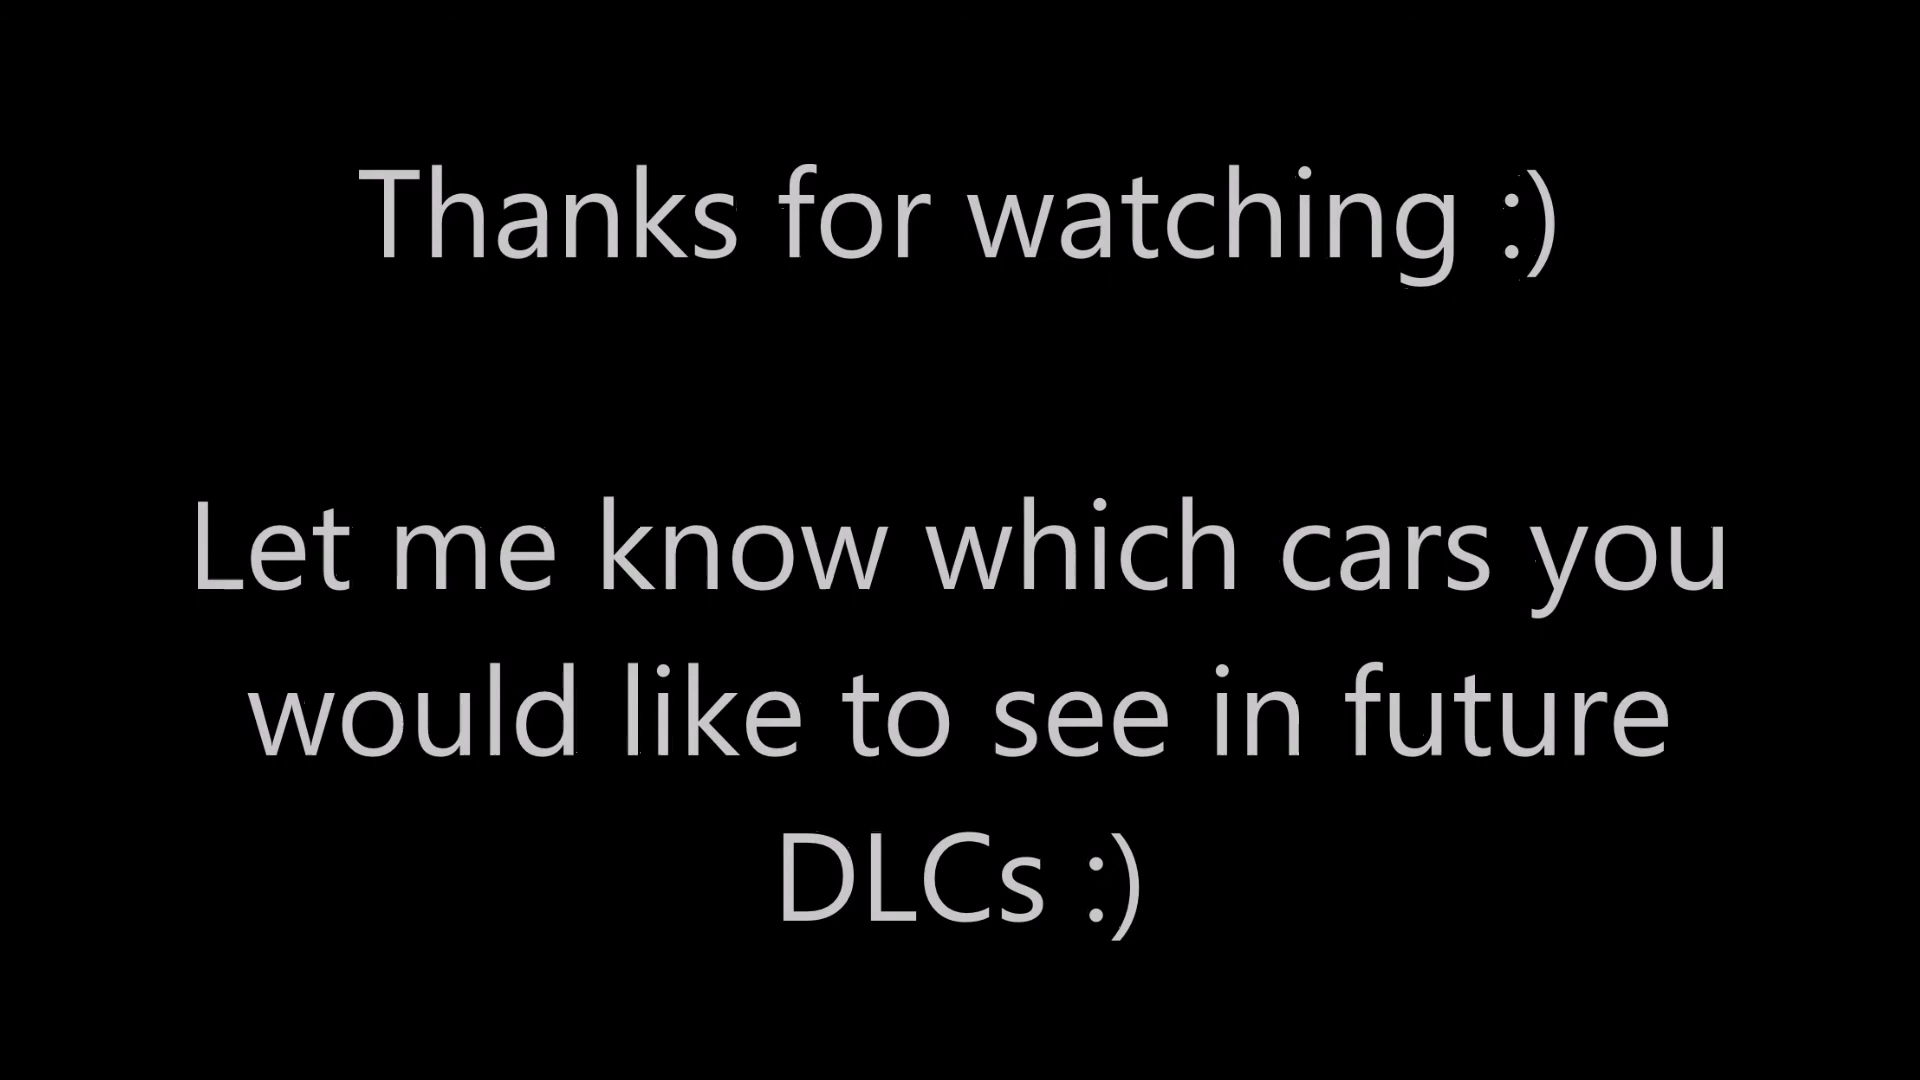 Thanks for watching :)
Let me know which cars you
would like to see in future
DLCs :)